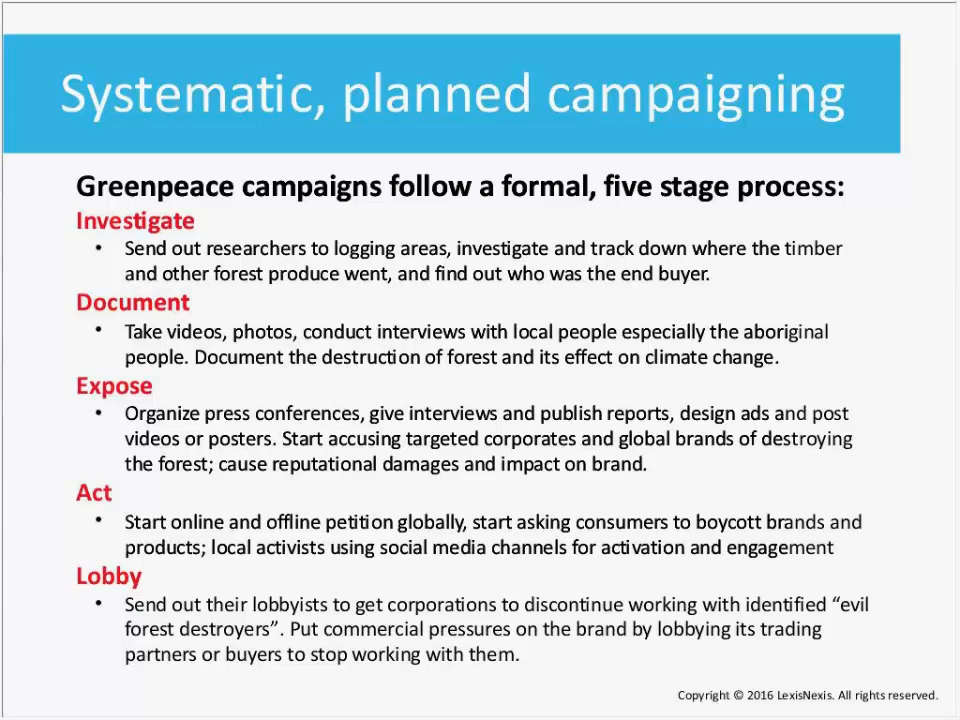 Systematic, planned campaigning
Greenpeace campaigns follow a formal, five stage process:
Investigate
• Send out researchers to logging areas, investigate and track down where the timber
and other forest produce went, and find out who was the end buyer.
Document
• Take videos, photos, conduct interviews with local people especially the aboriginal
people. Document the destruction of forest and its effect on climate change.
Expose
• Organize press conferences, give interviews and publish reports, design ads and post
videos or posters. Start accusing targeted corporates and global brands of destroying
the forest; cause reputational damages and impact on brand.
Act
• Start online and offline petition globally, start asking consumers to boycott brands and
products; local activists using social media channels for activation and engagement
Lobby
• Send out their lobbyists to get corporations to discontinue working with identified “evil
forest destroyers”. Put commercial pressures on the brand by lobbying its trading
partners or buyers to stop working with them.
Copyright © 2016 LexisNexis. All rights reserved.